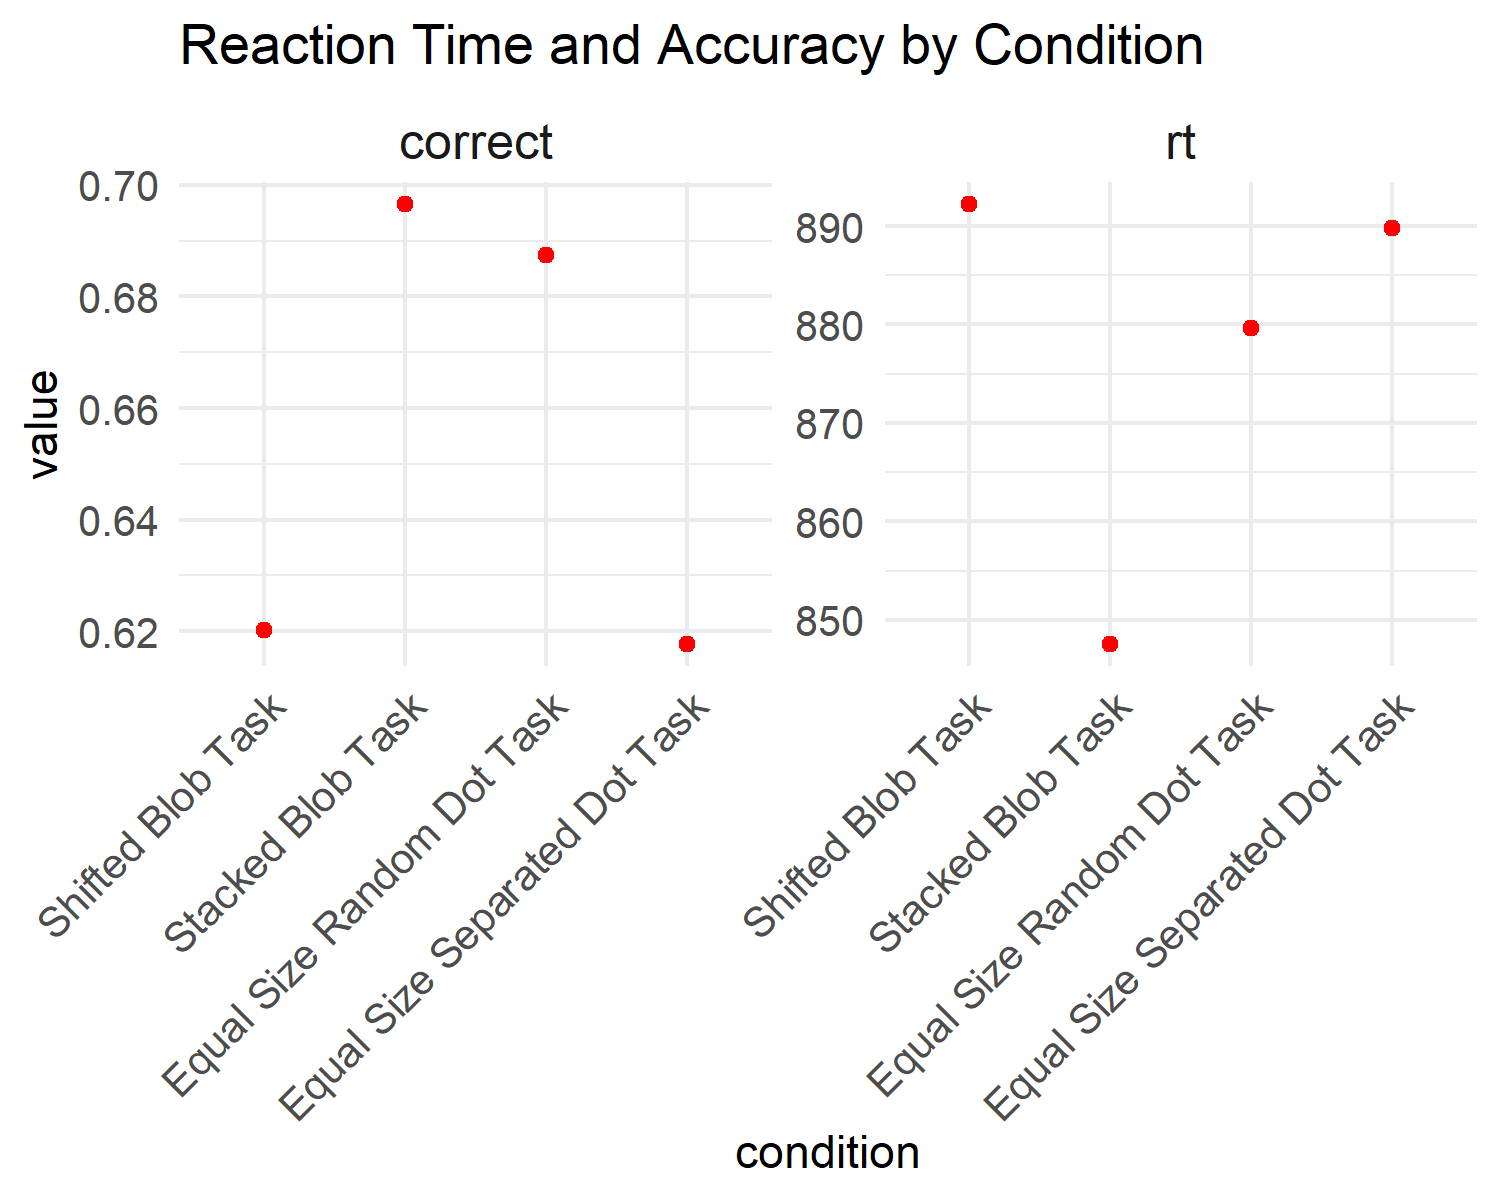 Reaction Time and Accuracy by Condition
correct
rt
value
0.70
0.68
0.66
0.64
0.62
890
880
870
860
850
Shifted Blob Task
Stacked Blob Task
Equal Size Random Dot Task
Equal Size Separated Dot Task
Shifted Blob Task
Stacked Blob Task
Equal Size Random Dot Task
Equal Size Separated Dot Task
condition